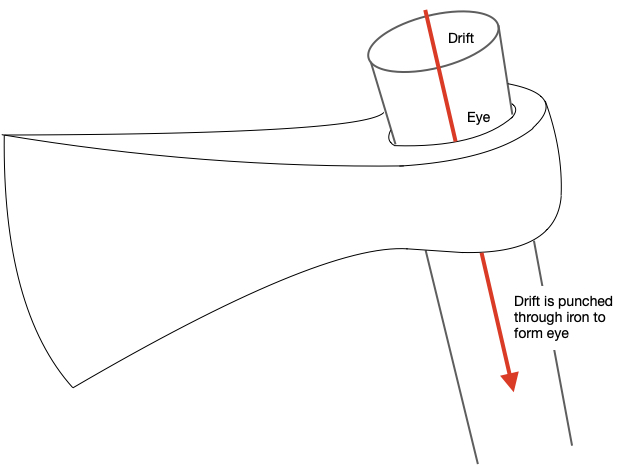 Drift
Eye
Drift is punched
through iron to
form eye